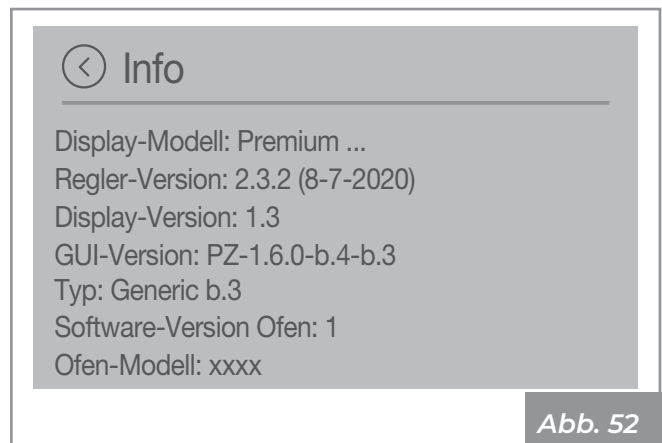 Info
Display-Modell: Premium ...
Regler-Version: 2.3.2 (8-7-2020)
Display-Version: 1.3
GUI-Version: PZ-1.6.0-b.4-b.3
Typ: Generic b.3
Software-Version Ofen: 1
Ofen-Modell: xxxx
Abb. 52